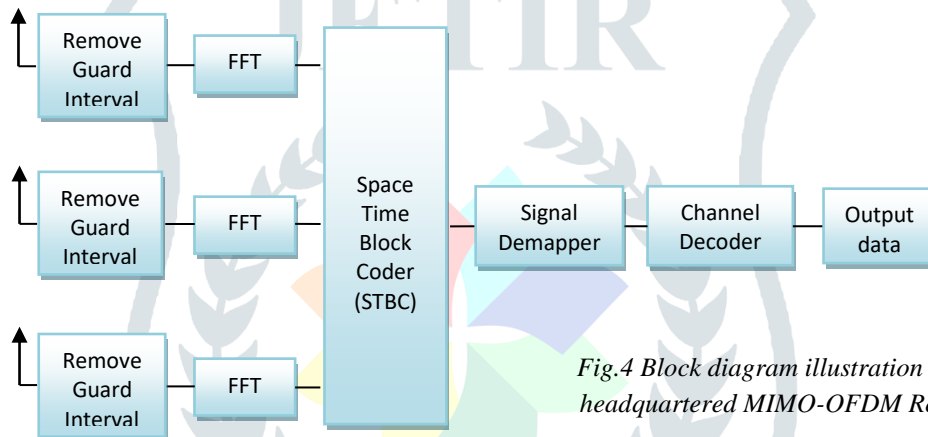 JETIR
Remove
Guard
Interval
FFT
Remove
Guard
Interval
FFT
Remove
Guard
Interval
FFT
Space
Time
Block
Coder
(STBC)
Signal
Demapper
Channel
Decoder
Output
data
Fig.4 Block diagram illustration
headquartered MIMO-OFDM